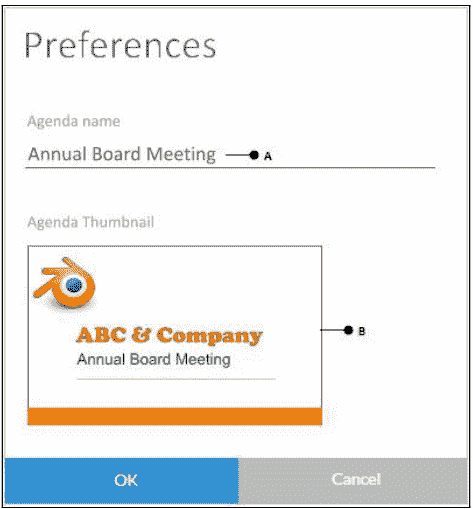 Preferences
Agenda name
Annual Board Meeting
A
Agenda Thumbnail
ABC & Company
B
Annual Board Meeting
OK
Cancel